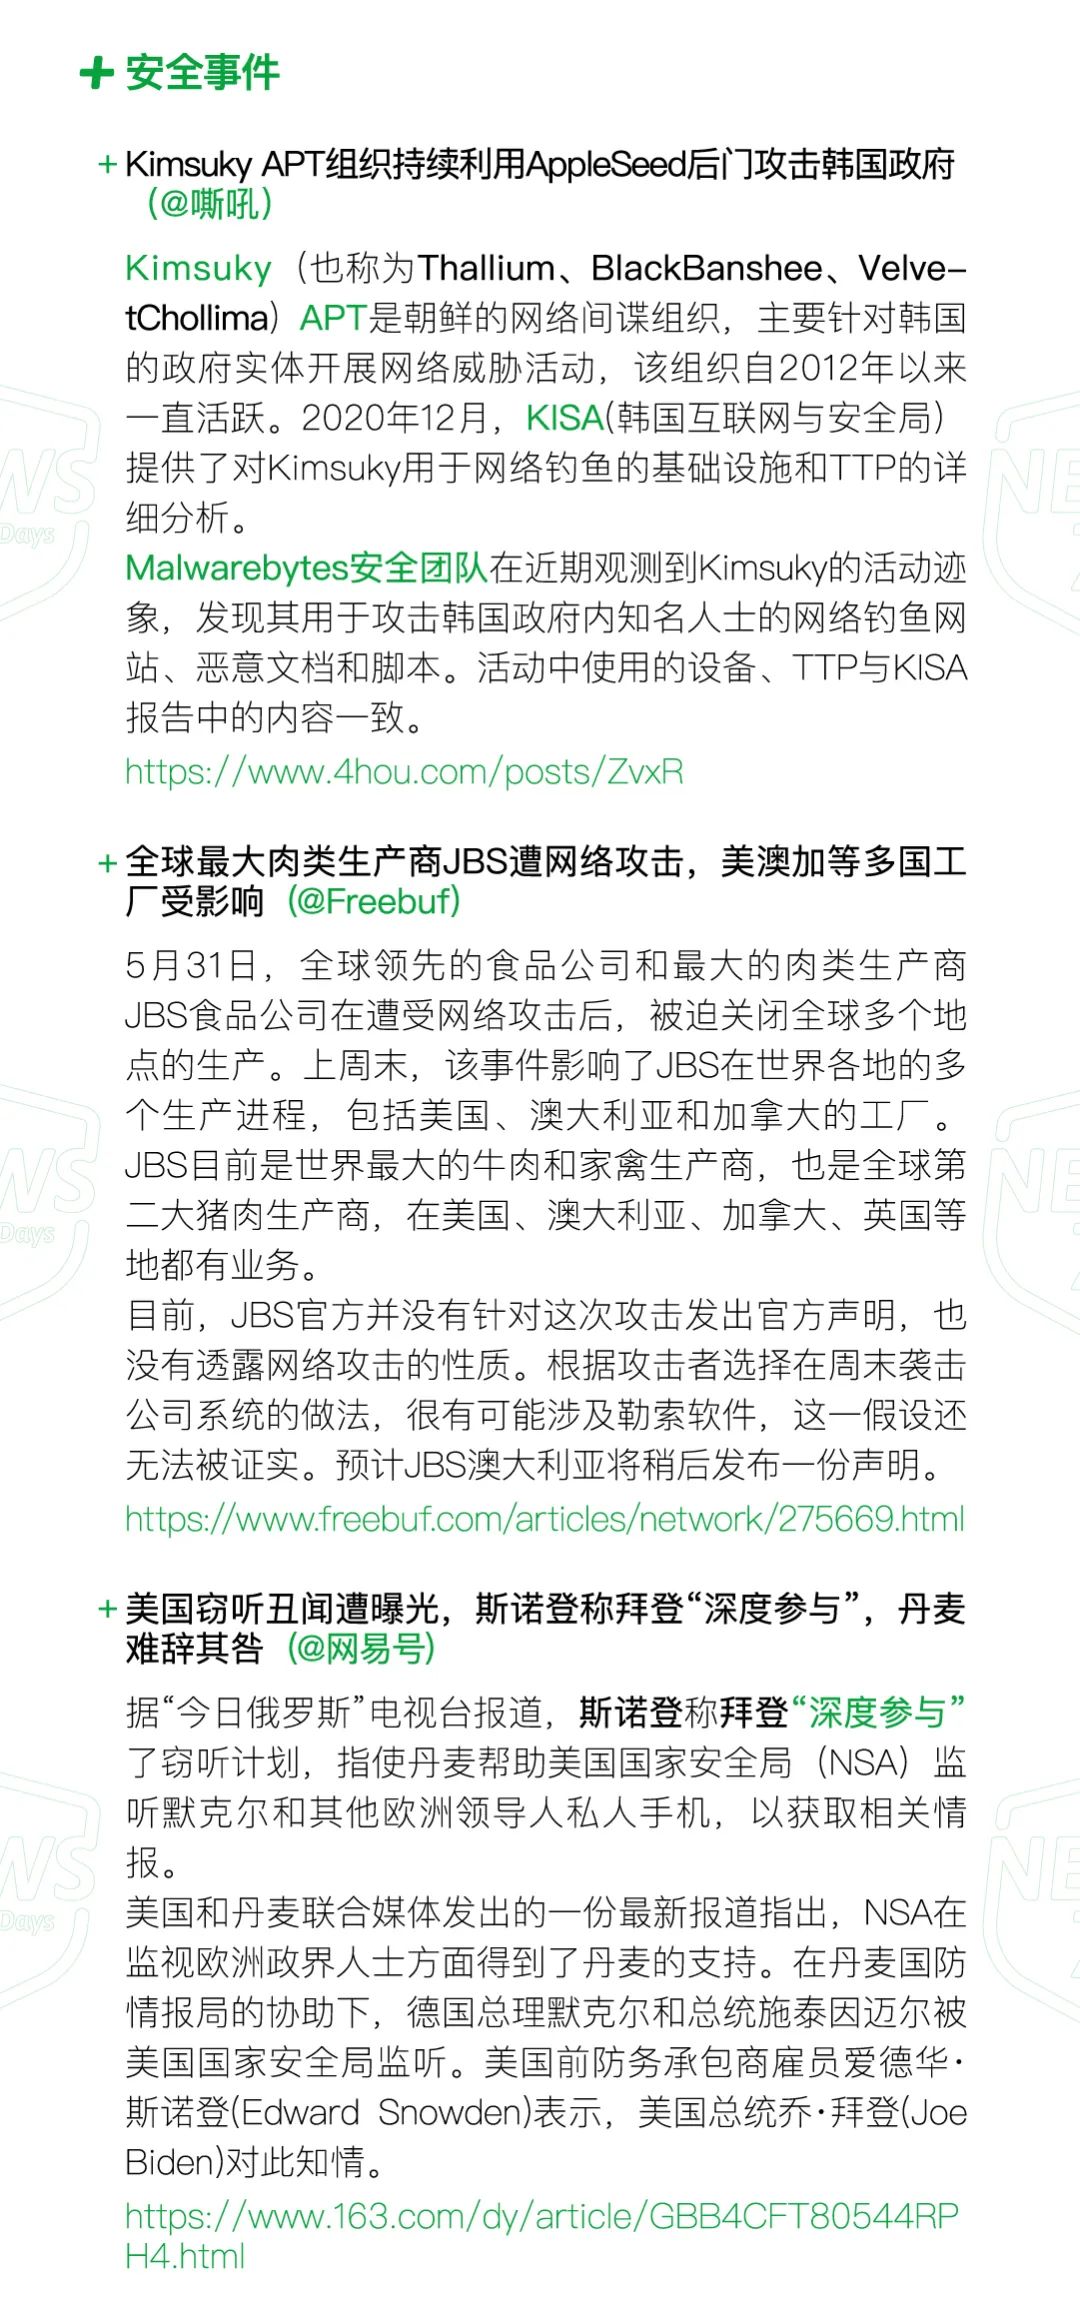 安全事件
+ Kimsuky APT组织持续利用AppleSeed后门攻击韩国政府
（@嘶吼）
Kimsuky（也称为Thallium、BlackBanshee、Velve-
tChollima）APT是朝鲜的网络间谍组织，主要针对韩国
的政府实体开展网络威胁活动，该组织自2012年以来
一直活跃。2020年12月，KISA(韩国互联网与安全局）
提供了对Kimsuky用于网络钓鱼的基础设施和TTP的详
细分析。
Malwarebytes安全团队在近期观测到Kimsuky的活动迹
象，发现其用于攻击韩国政府内知名人士的网络钓鱼网
站、恶意文档和脚本。活动中使用的设备、TTP与KISA
报告中的内容一致。
https://www.4hou.com/posts/ZvxR
+ 全球最大肉类生产商JBS遭网络攻击，美澳加等多国工
厂受影响（@Freebuf）
5月31日，全球领先的食品公司和最大的肉类生产商
JBS食品公司在遭受网络攻击后，被迫关闭全球多个地
点的生产。上周末，该事件影响了JBS在世界各地的多
个生产进程，包括美国、澳大利亚和加拿大的工厂。
JBS目前是世界最大的牛肉和家禽生产商，也是全球第
二大猪肉生产商，在美国、澳大利亚、加拿大、英国等
地都有业务。
目前，JBS官方并没有针对这次攻击发出官方声明，也
没有透露网络攻击的性质。根据攻击者选择在周末袭击
公司系统的做法，很有可能涉及勒索软件，这一假设还
无法被证实。预计JBS澳大利亚将稍后发布一份声明。
https://www.freebuf.com/articles/network/275669.html
+ 美国窃听丑闻遭曝光，斯诺登称拜登“深度参与”，丹麦
难辞其咎（@网易号）
据“今日俄罗斯”电视台报道，斯诺登称拜登“深度参与”
了窃听计划，指使丹麦帮助美国国家安全局（NSA）监
听默克尔和其他欧洲领导人私人手机，以获取相关情
报。
美国和丹麦联合媒体发出的一份最新报道指出，NSA在
监视欧洲政界人士方面得到了丹麦的支持。在丹麦国防
情报局的协助下，德国总理默克尔和总统施泰因迈尔被
美国国家安全局监听。美国前防务承包商雇员爱德华·
斯诺登(Edward Snowden)表示，美国总统乔·拜登(Joe
Biden)对此知情。
https://www.163.com/dy/article/GBB4CFT80544RP
H4.html